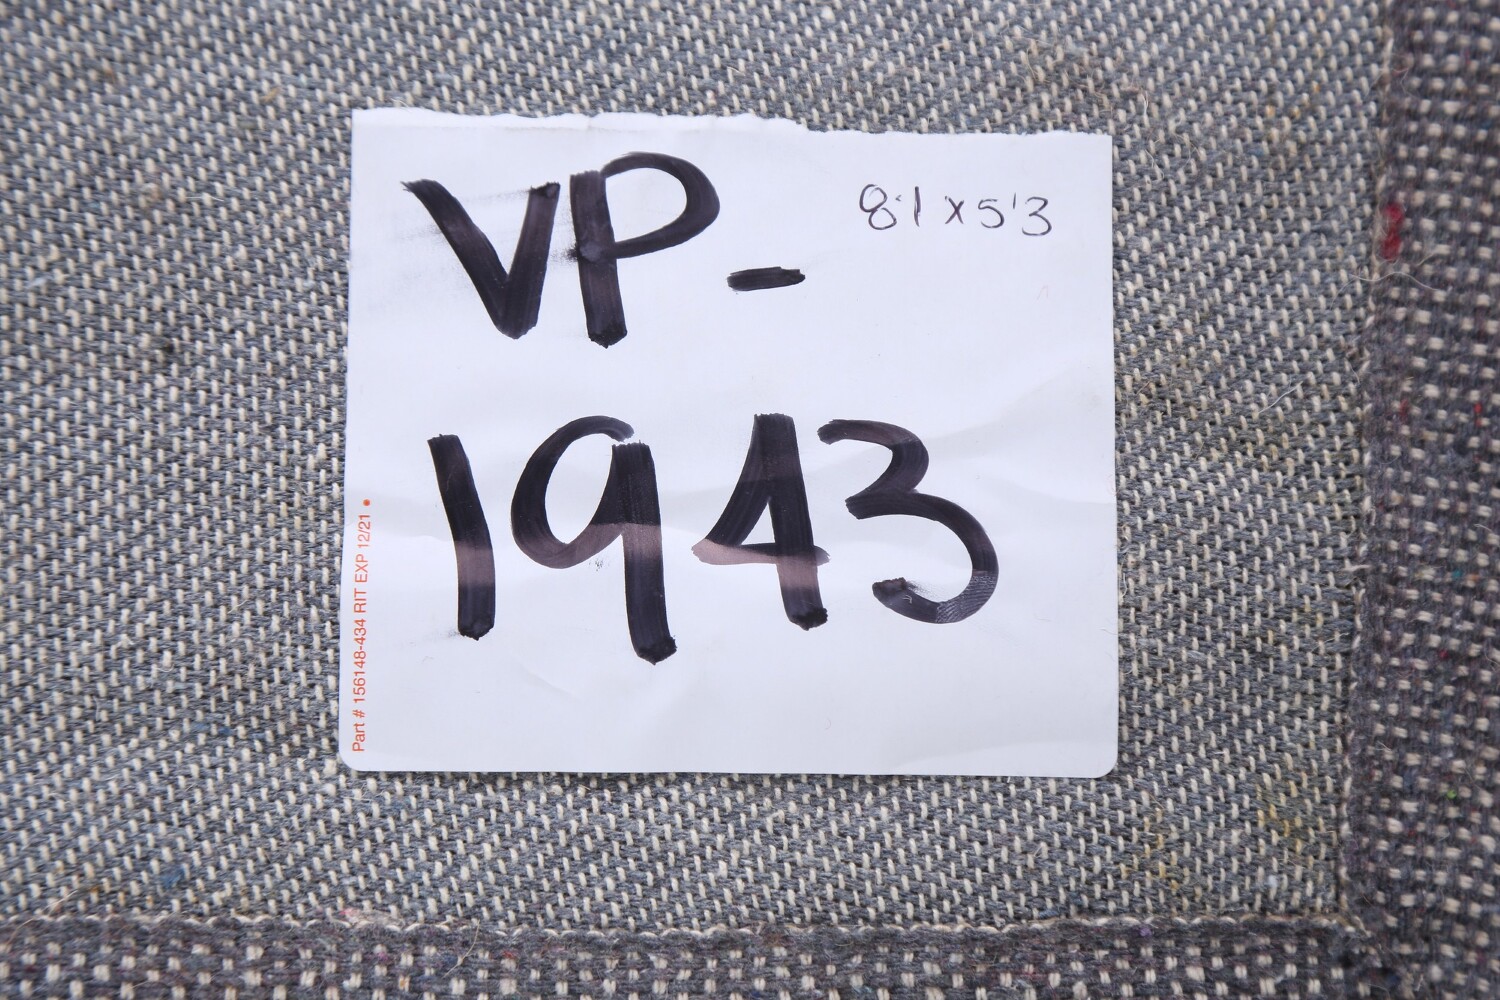 VP-
8'1 x 5'3
1943
Part # 156148-434 RIT EXP 12/21